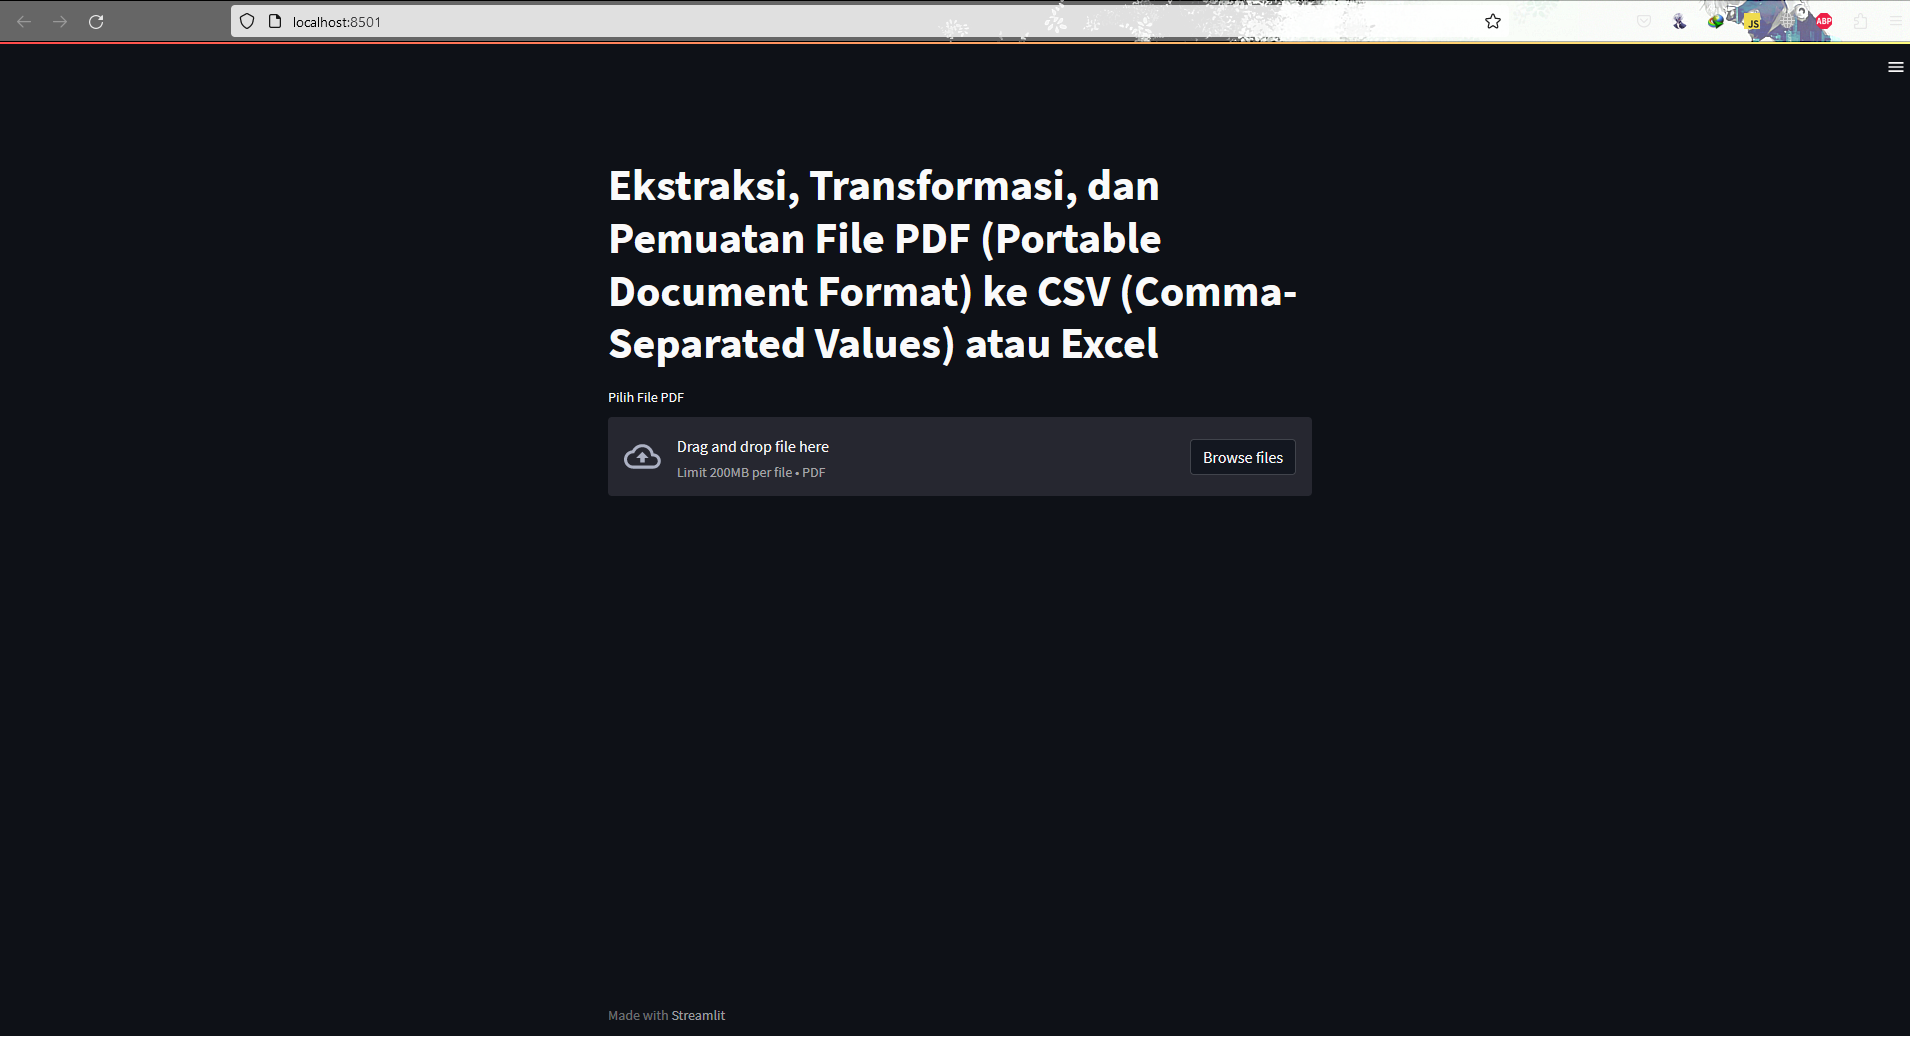 localhost:8501
JS
ABP
Ekstraksi, Transformasi, dan
Pemuatan File PDF (Portable
Document Format) ke CSV (Comma-
Separated Values) atau Excel
Pilih File PDF
Drag and drop file here
Limit 200MB per file • PDF
Browse files
Made with Streamlit